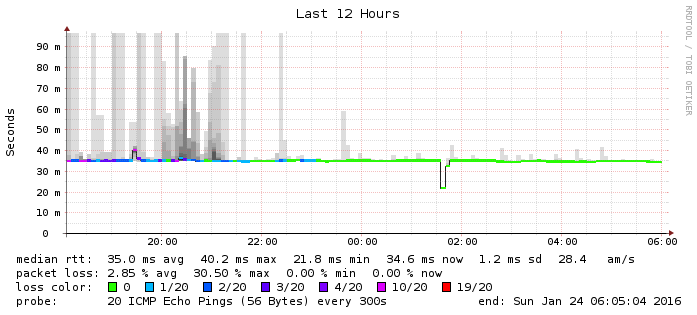 Last 12 Hours
RRDTOOL / TOBI OETIKER
Seconds
90 m
80 m
70 m
60 m
50 m
40 m
30 m
20 m
10 m
0
20:00 22:00 00:00 02:00 04:00 06:00
median rtt: 35.0 ms avg 40.2 ms max 21.8 ms min 34.6 ms now 1.2 ms sd 28.4 am/s
packet loss: 2.85 % avg 30.50 % max 0.00 % min 0.00 % now
loss color: 0 1/20 2/20 3/20 4/20 10/20 19/20
probe: 20 ICMP Echo Pings (56 Bytes) every 300s end: Sun Jan 24 06:05:04 2016